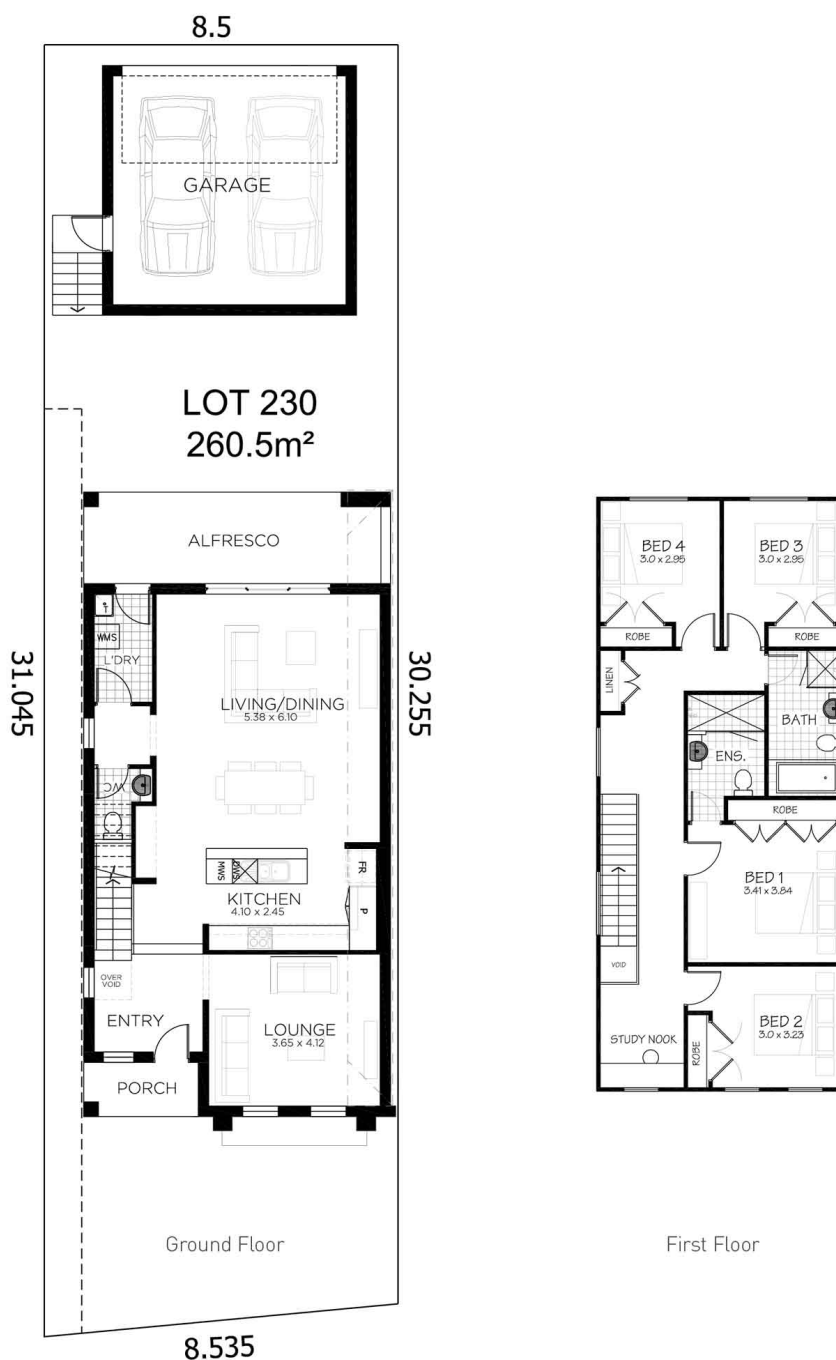 8.5
GARAGE
LOT 230
260.5m²
ALFRESCO
WMS
L'DRY
LIVING/DINING
5.38 x 6.10
31.045
30.255
WC
MWS
DWS
FR
P
KITCHEN
4.10 x 2.45
OVER
VOID
ENTRY
LOUNGE
3.65 x 4.12
PORCH
Ground Floor
8.535
BED 4
3.0 x 2.95
BED 3
3.0 x 2.95
ROBE
ROBE
LINEN
BATH
ENS.
ROBE
BED 1
3.41 x 3.84
VOID
BED 2
3.0 x 3.23
STUDY NOOK
ROBE
First Floor